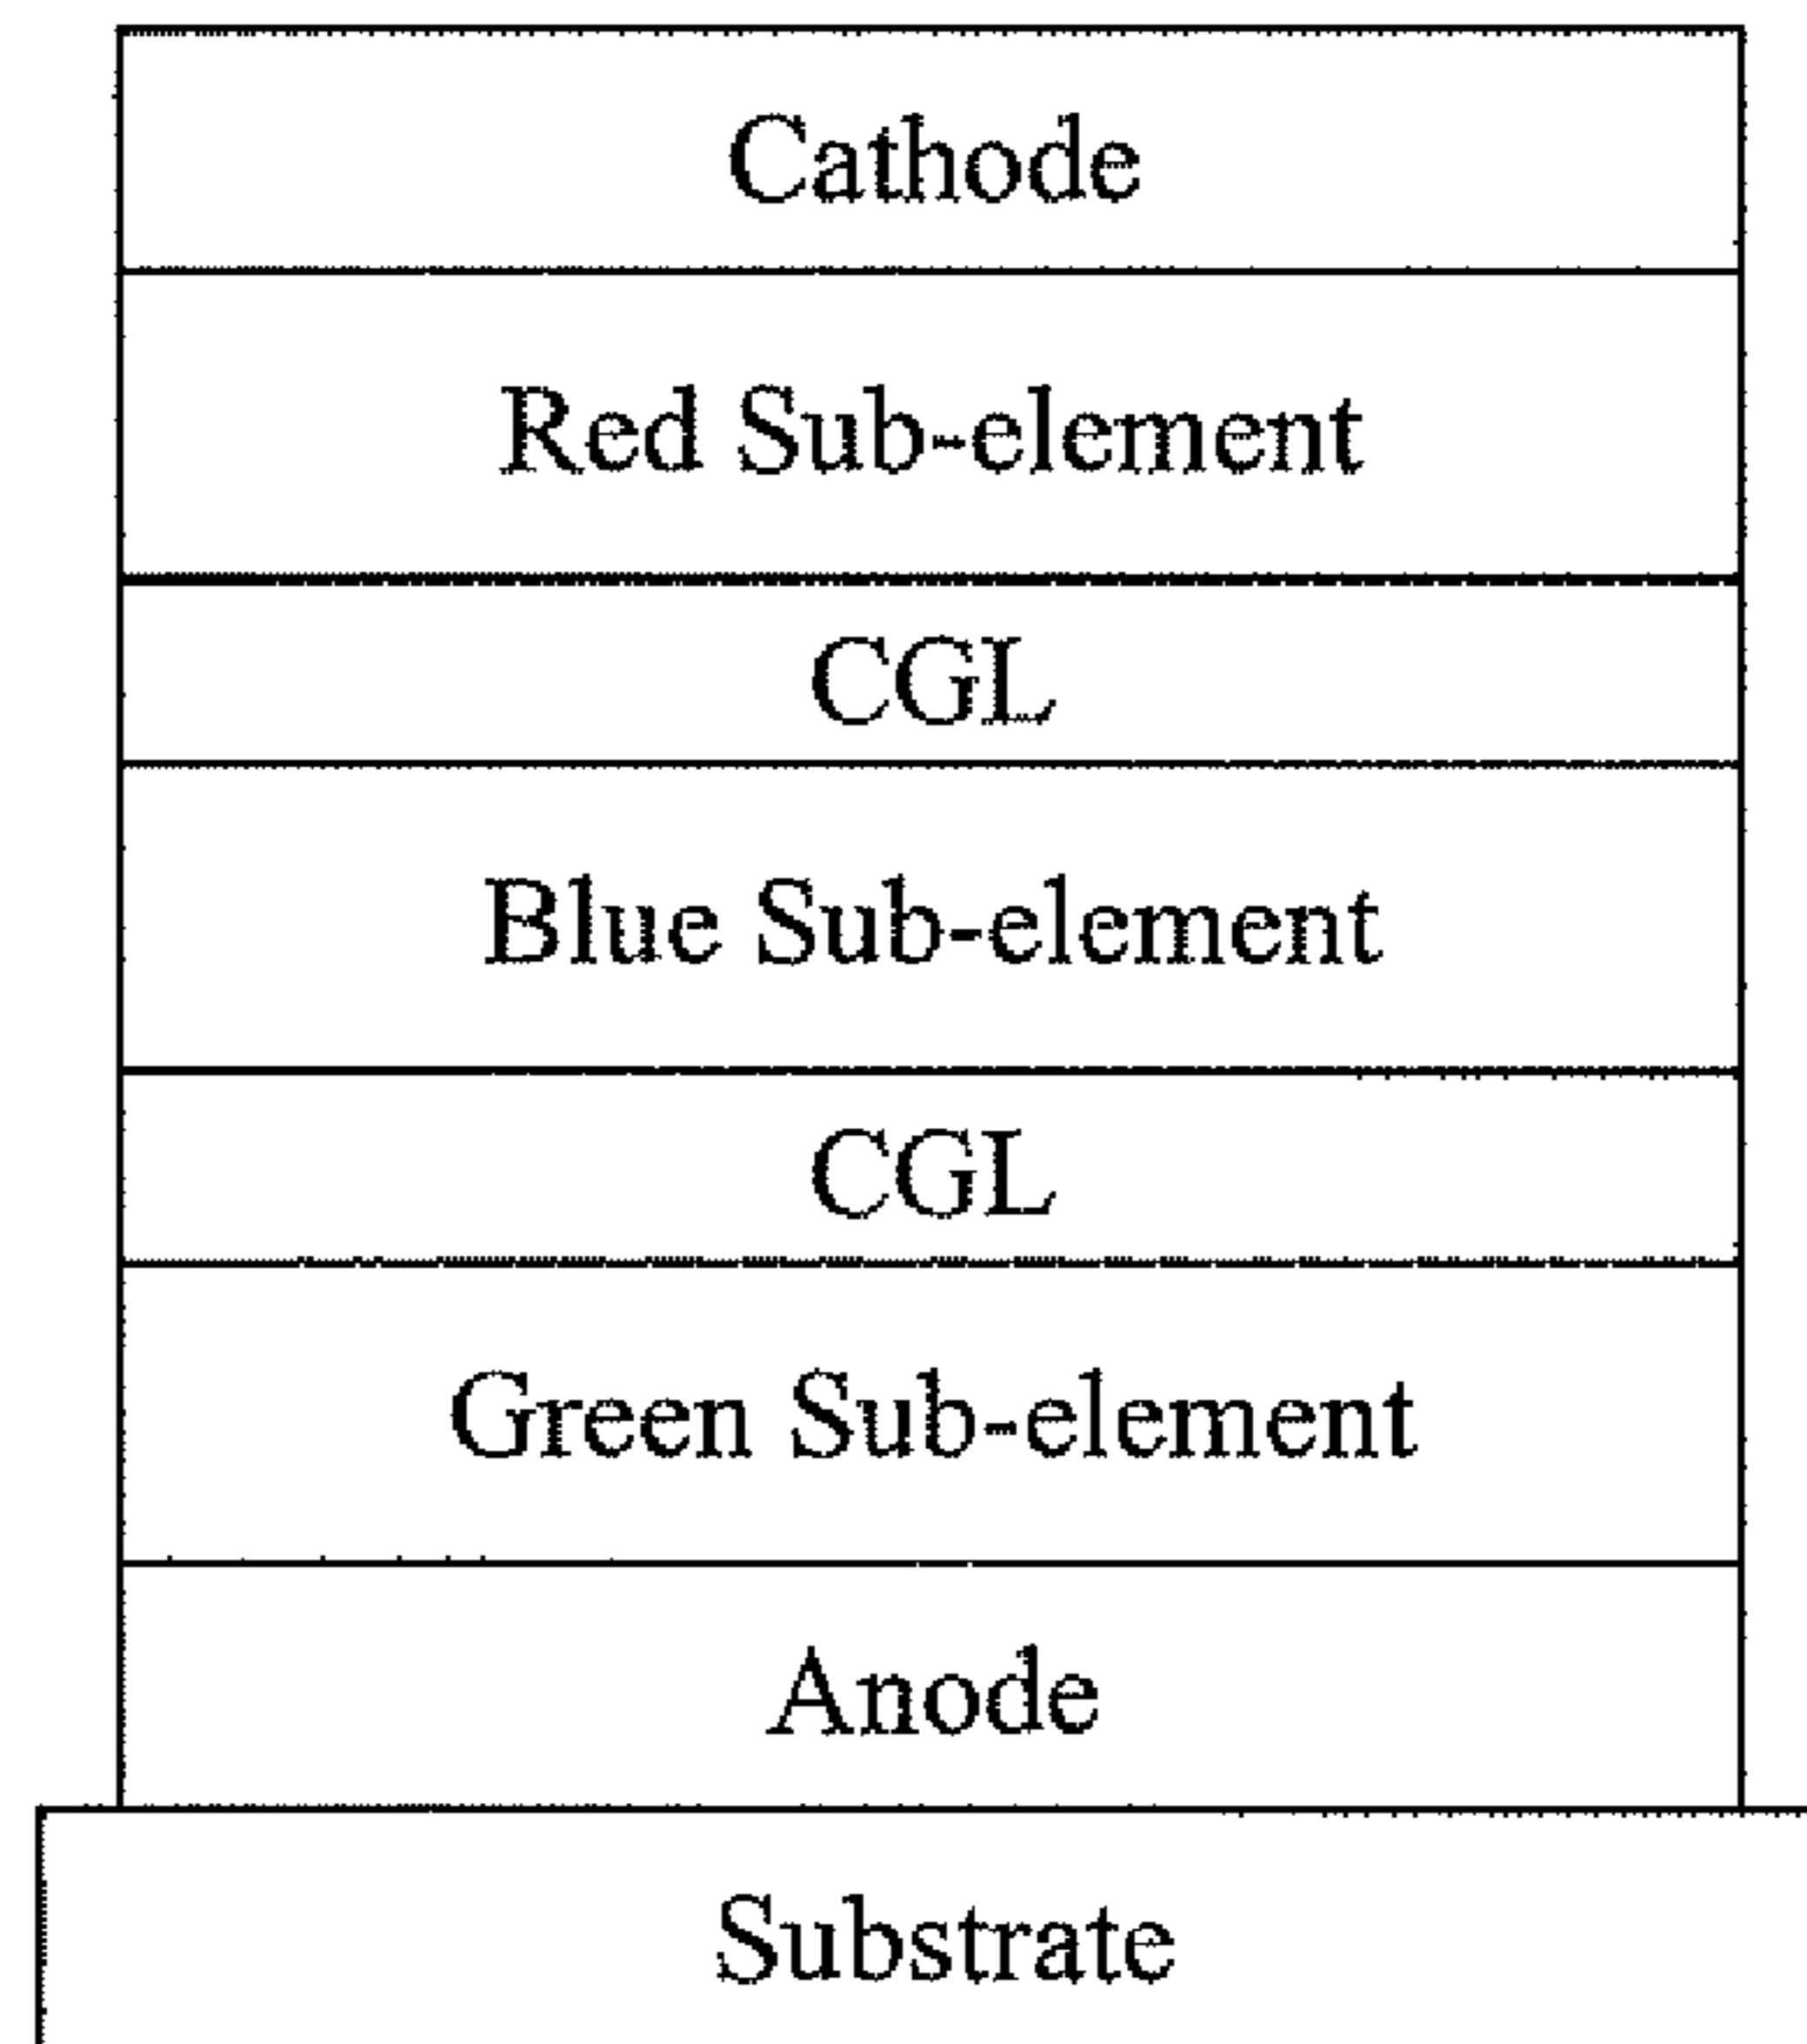 Cathode
Red Sub-element
CGL
Blue Sub-element
CGL
Green Sub-element
Anode
Substrate